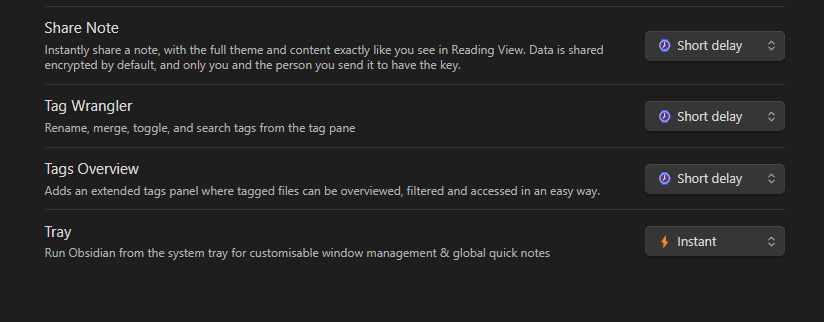 Share Note
Instantly share a note, with the full theme and content exactly like you see in Reading View. Data is shared
encrypted by default, and only you and the person you send it to have the key.
Short delay
Tag Wrangler
Rename, merge, toggle, and search tags from the tag pane
Short delay
Tags Overview
Adds an extended tags panel where tagged files can be overviewed, filtered and accessed in an easy way.
Short delay
Tray
Run Obsidian from the system tray for customisable window management & global quick notes
Instant